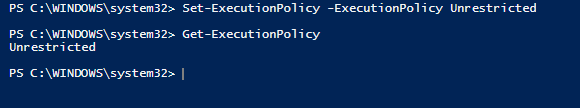 PS C:\WINDOWS\system32> Set-ExecutionPolicy -ExecutionPolicy Unrestricted
PS C:\WINDOWS\system32> Get-ExecutionPolicy
Unrestricted
PS C:\WINDOWS\system32>